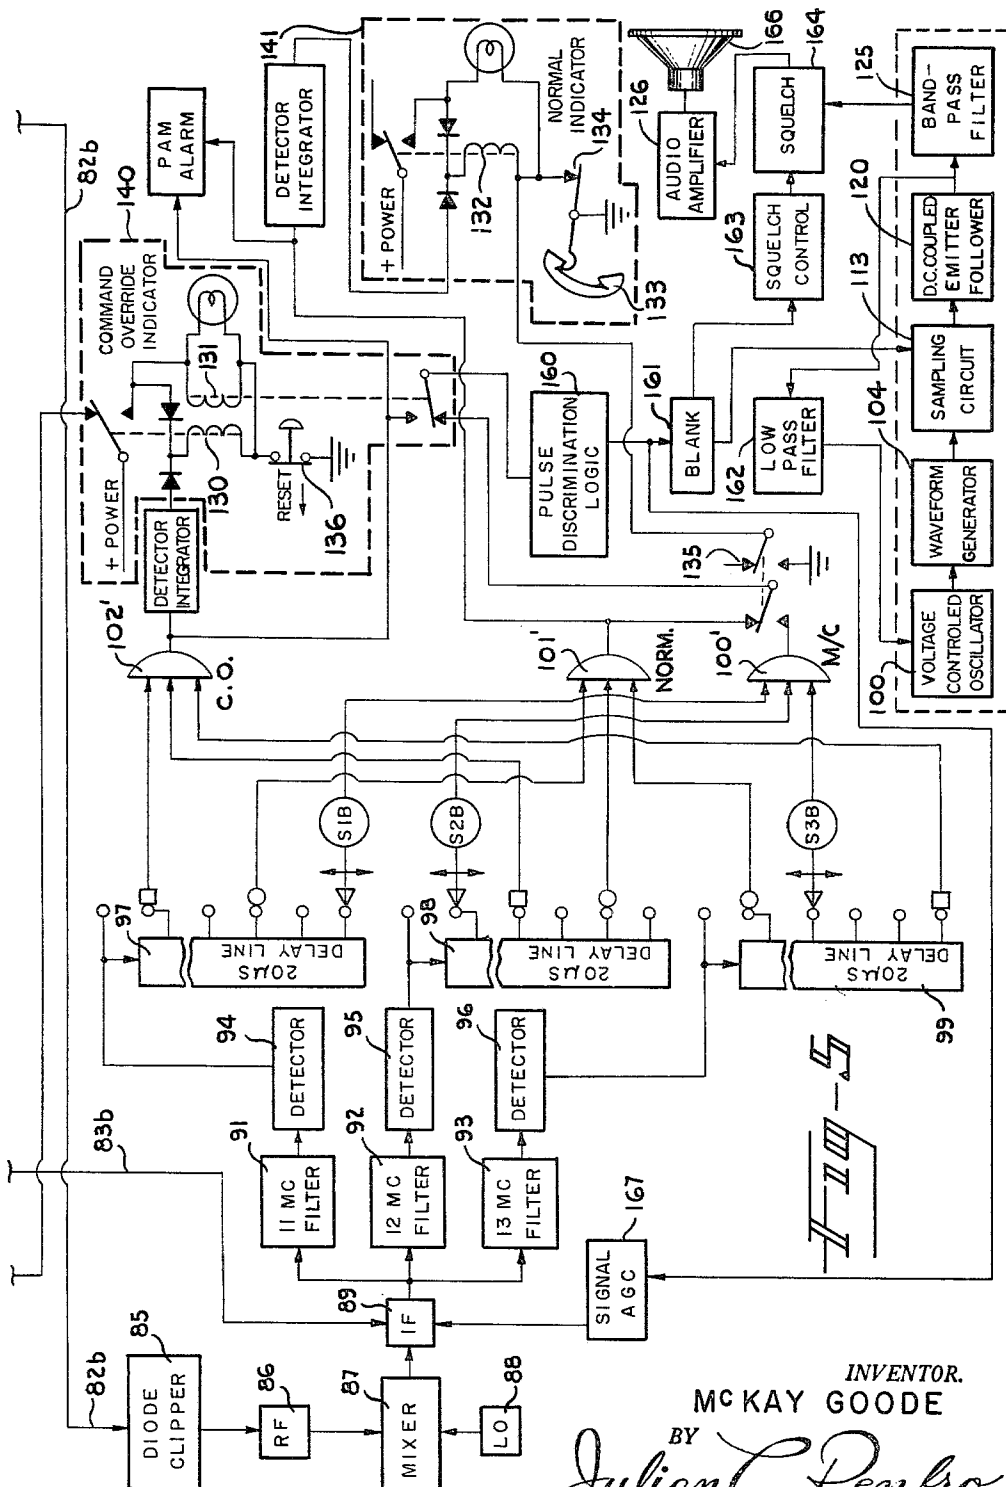 82b
140
COMMAND
OVERRIDE
INDICATOR
+ POWER
131
130
RESET
136
DETECTOR
INTEGRATOR
102'
C.O.
PAM
ALARM
DETECTOR
INTEGRATOR
141
NORMAL
INDICATOR
+ POWER
132
134
133
166
126
AUDIO
AMPLIFIER
164
SQUELCH
163
SQUELCH
CONTROL
125
BAND-
PASS
FILTER
120
D.C. COUPLED
EMITTER
FOLLOWER
113
SAMPLING
CIRCUIT
104
WAVEFORM
GENERATOR
100
VOLTAGE
CONTROLED
OSCILLATOR
160
PULSE
DISCRIMINATION
LOGIC
161
BLANK
162
LOW
PASS
FILTER
135
101'
NORM.
100'
M/C
S1B
S2B
S3B
97
20µS
DELAY LINE
98
20µS
DELAY LINE
20µS
DELAY LINE
99
94
DETECTOR
95
DETECTOR
96
DETECTOR
83b
91
11 MC
FILTER
92
12 MC
FILTER
93
13 MC
FILTER
167
SIGNAL
AGC
89
IF
82b
85
DIODE
CLIPPER
86
RF
87
MIXER
88
LO
Fig-5
INVENTOR.
McKAY GOODE
BY
Julian C. Renfro